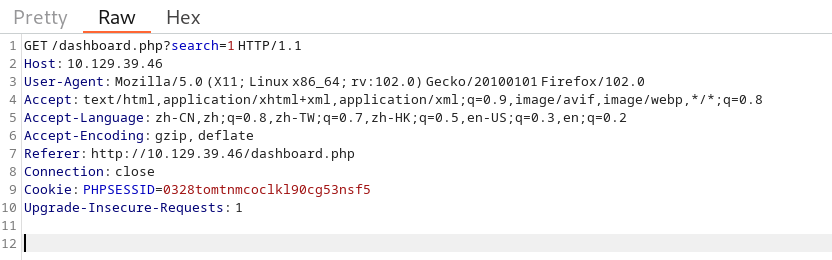 Pretty Raw Hex
1 GET /dashboard.php?search=1 HTTP/1.1
2 Host: 10.129.39.46
3 User-Agent: Mozilla/5.0 (X11; Linux x86_64; rv:102.0) Gecko/20100101 Firefox/102.0
4 Accept: text/html,application/xhtml+xml,application/xml;q=0.9,image/avif,image/webp,*/*;q=0.8
5 Accept-Language: zh-CN,zh;q=0.8,zh-TW;q=0.7,zh-HK;q=0.5,en-US;q=0.3,en;q=0.2
6 Accept-Encoding: gzip, deflate
7 Referer: http://10.129.39.46/dashboard.php
8 Connection: close
9 Cookie: PHPSESSID=0328tomtnmcoclkl90cg53nsf5
10 Upgrade-Insecure-Requests: 1
11
12